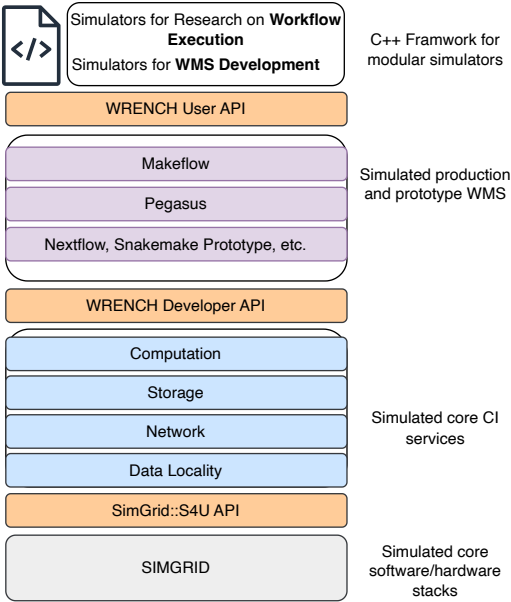 </>
Simulators for Research on Workflow
Execution
Simulators for WMS Development
C++ Framwork for
modular simulators
WRENCH User API
Makeflow
Pegasus
Nextflow, Snakemake Prototype, etc.
Simulated production
and prototype WMS
WRENCH Developer API
Computation
Storage
Network
Data Locality
Simulated core CI
services
SimGrid::S4U API
SIMGRID
Simulated core
software/hardware
stacks